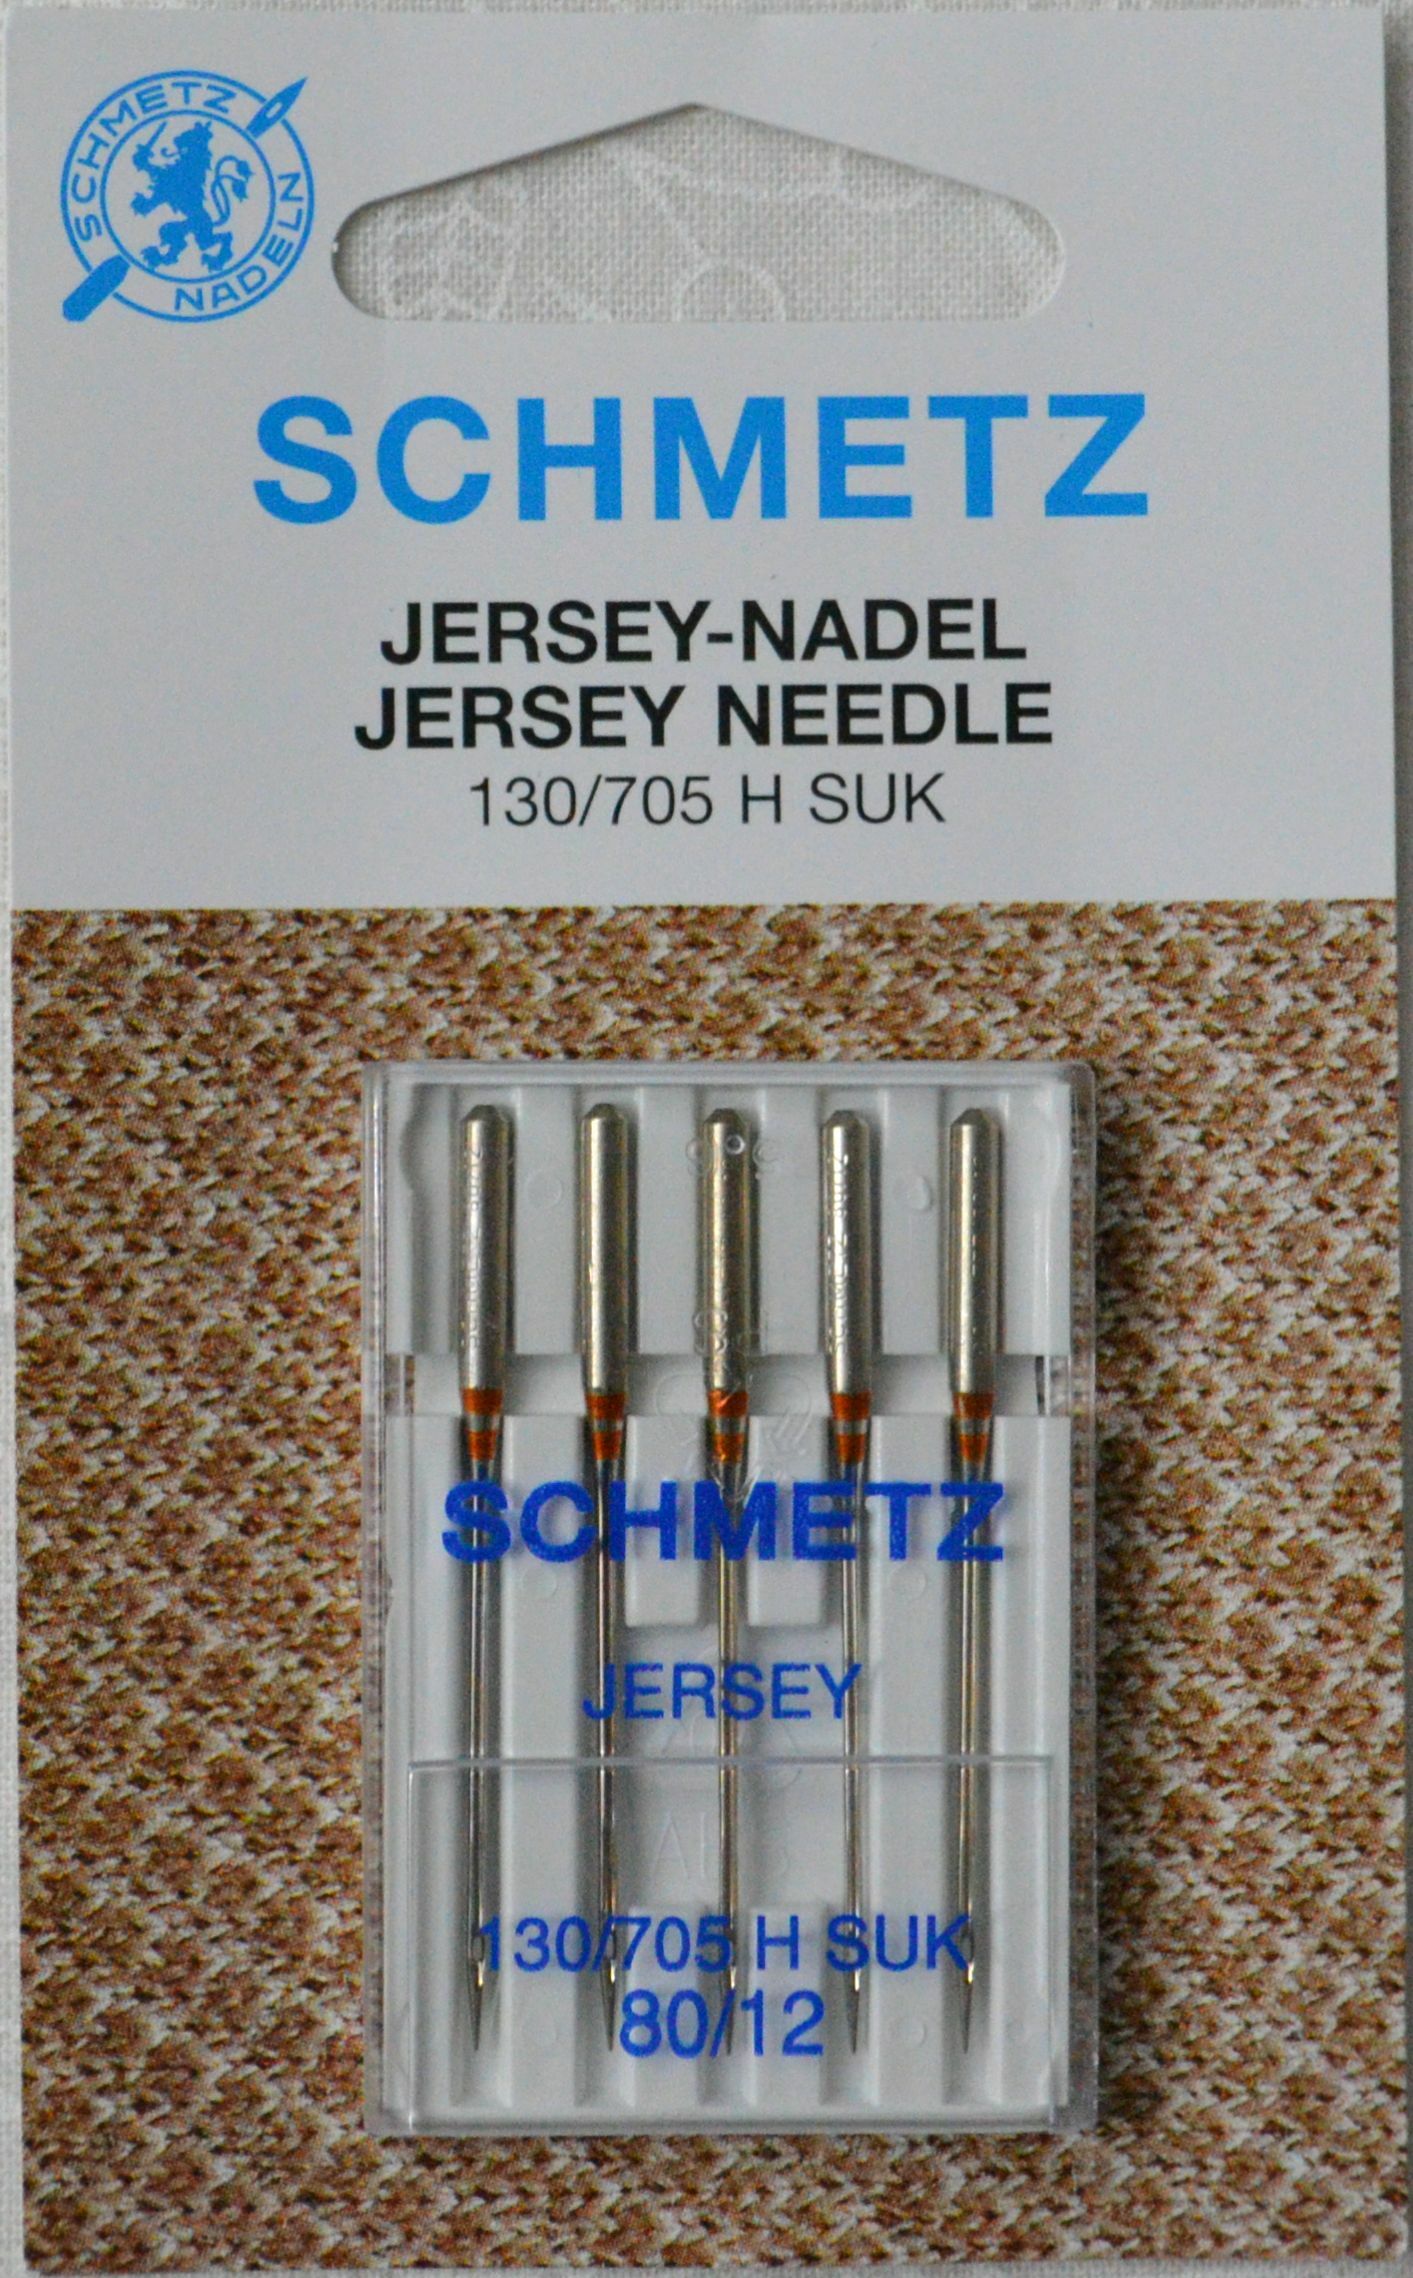 SCHMETZ
NADELN
SCHMETZ
JERSEY-NADEL
JERSEY NEEDLE
130/705 H SUK
SCHMETZ
JERSEY
130/705 H SUK
80/12